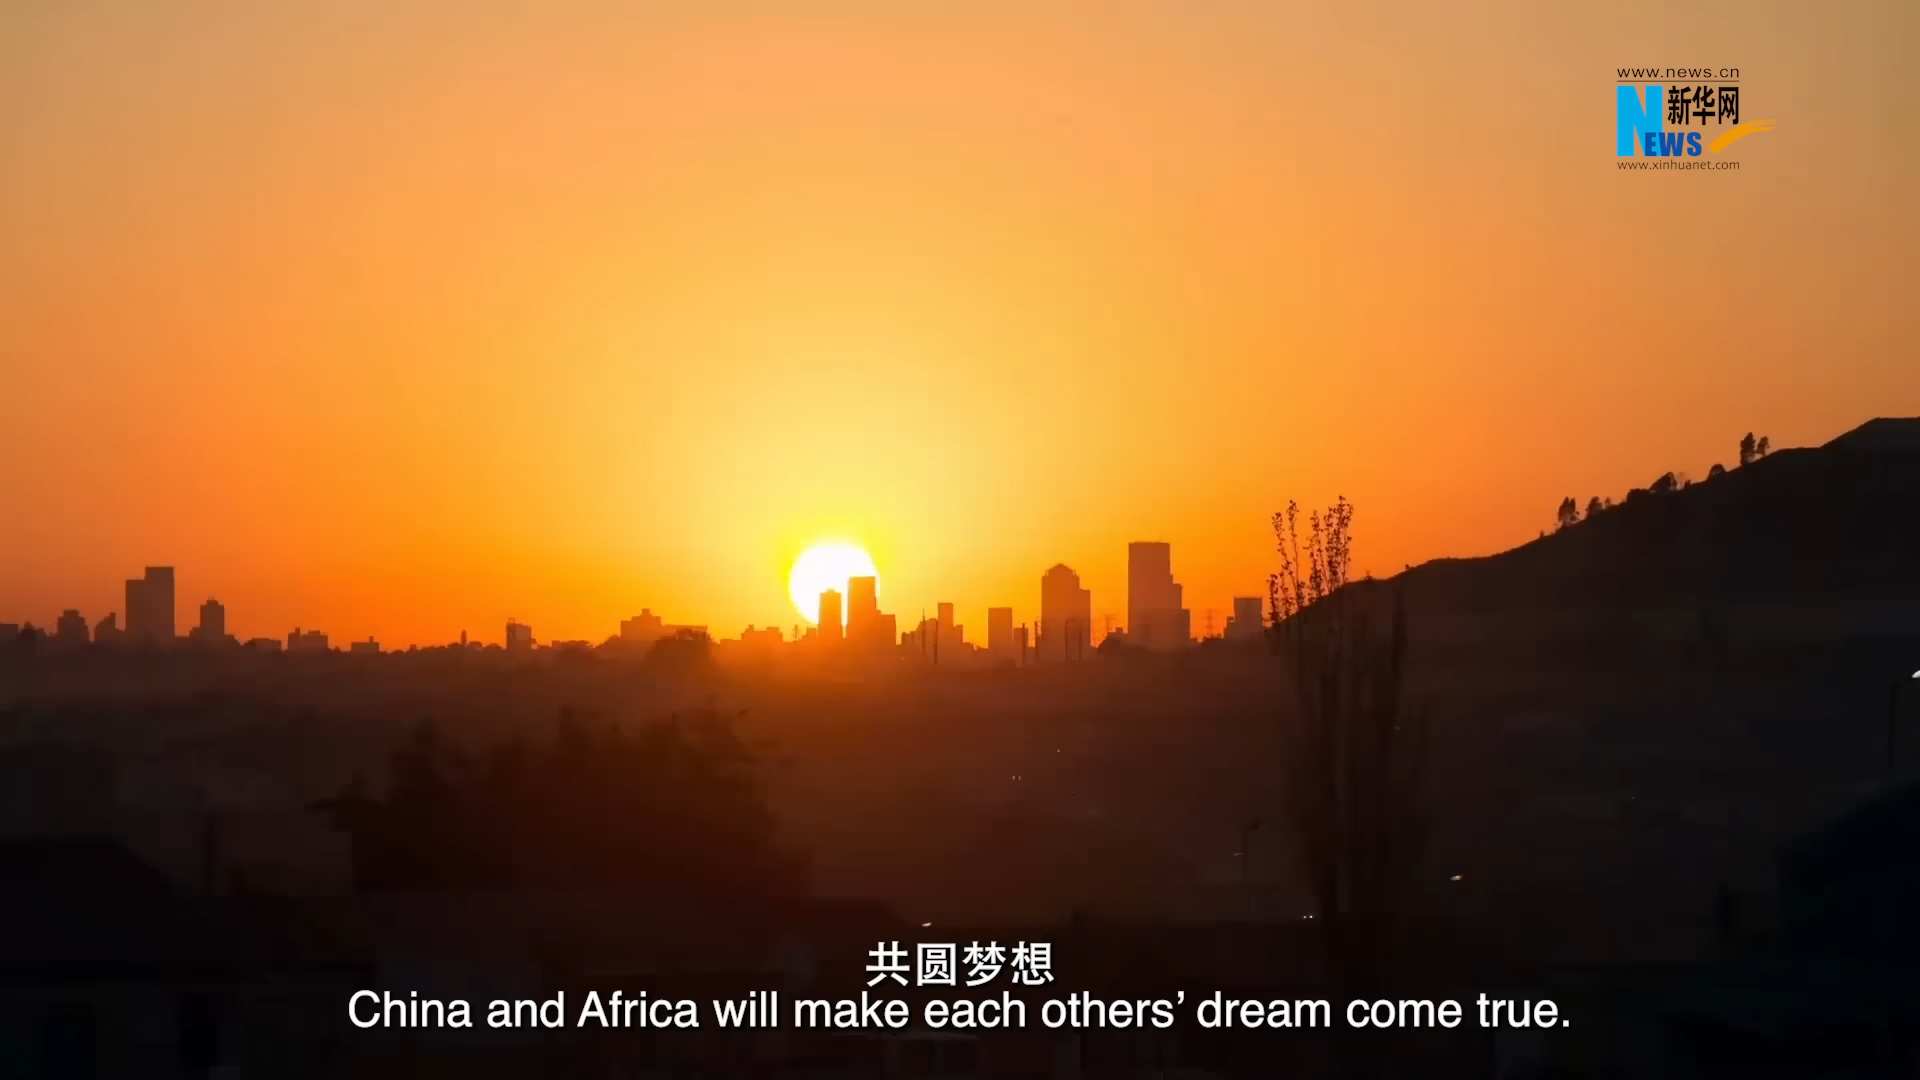 www.news.cn
新华网
NEWS
www.xinhuanet.com
共圆梦想
China and Africa will make each others’ dream come true.